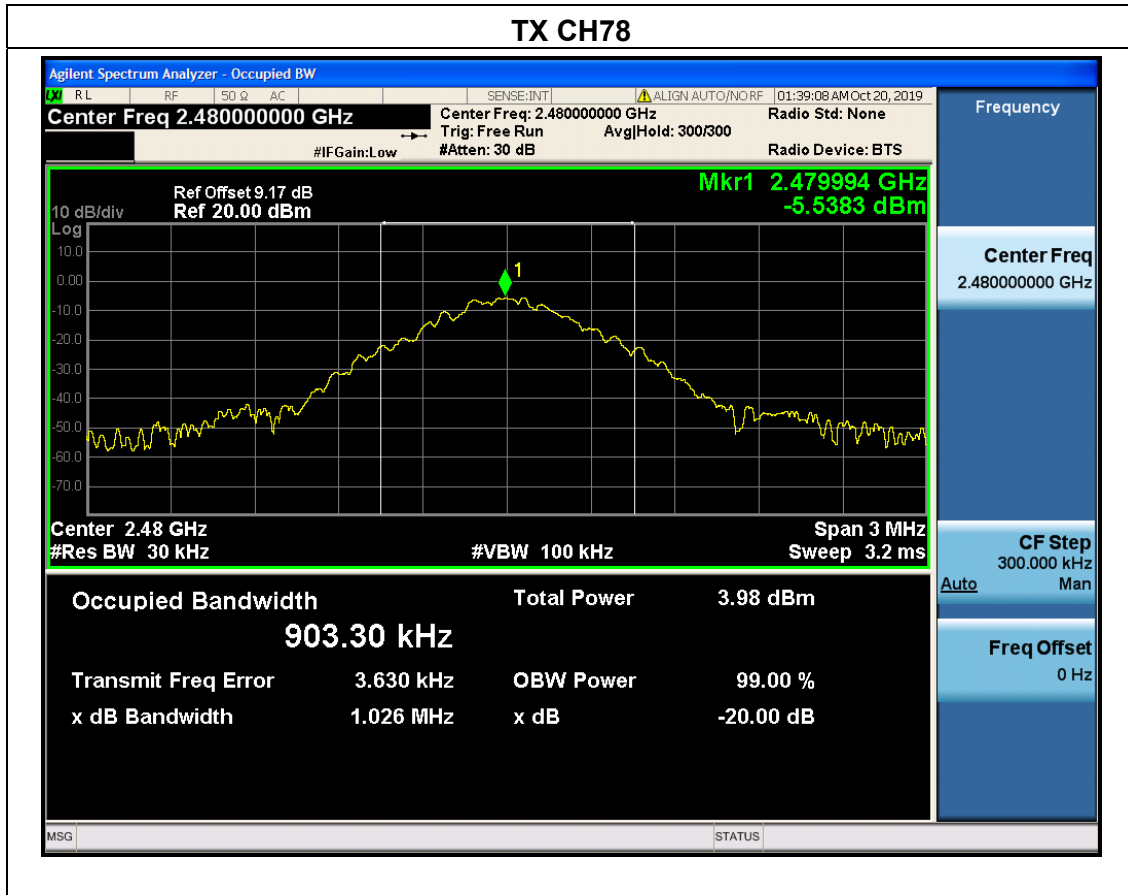 TX CH78
Agilent Spectrum Analyzer - Occupied BW
LXI RL RF 50 Ω AC SENSE:INT ALIGN AUTO/NO RF 01:39:08 AM Oct 20, 2019
Center Freq 2.480000000 GHz
Center Freq: 2.480000000 GHz Radio Std: None
Trig: Free Run Avg|Hold: 300/300
#IFGain:Low #Atten: 30 dB Radio Device: BTS
Mkr1 2.479994 GHz
-5.5383 dBm
Ref Offset 9.17 dB
10 dB/div Ref 20.00 dBm
Log
10.0
0.00
-10.0
-20.0
-30.0
-40.0
-50.0
-60.0
-70.0
1
Center 2.48 GHz Span 3 MHz
#Res BW 30 kHz #VBW 100 kHz Sweep 3.2 ms
Occupied Bandwidth Total Power 3.98 dBm
903.30 kHz
Transmit Freq Error 3.630 kHz OBW Power 99.00 %
x dB Bandwidth 1.026 MHz x dB -20.00 dB
Frequency
Center Freq
2.480000000 GHz
CF Step
300.000 kHz
Auto Man
Freq Offset
0 Hz
MSG STATUS